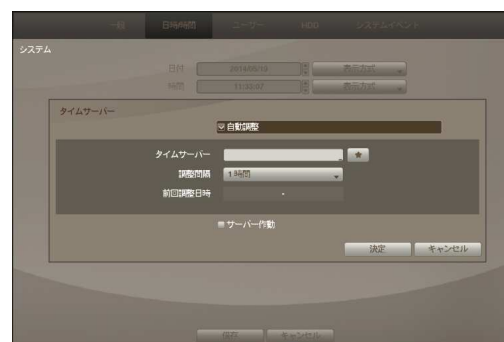 一般 日時/時間 ユーザー HDD システムイベント
システム
日付 2014/05/13 表示方式
時間 表示方式
タイムサーバー
自動調整
タイムサーバー
調整間隔 1 時間
前回調整日時 -
サーバー作動
決定 キャンセル
保存 キャンセル